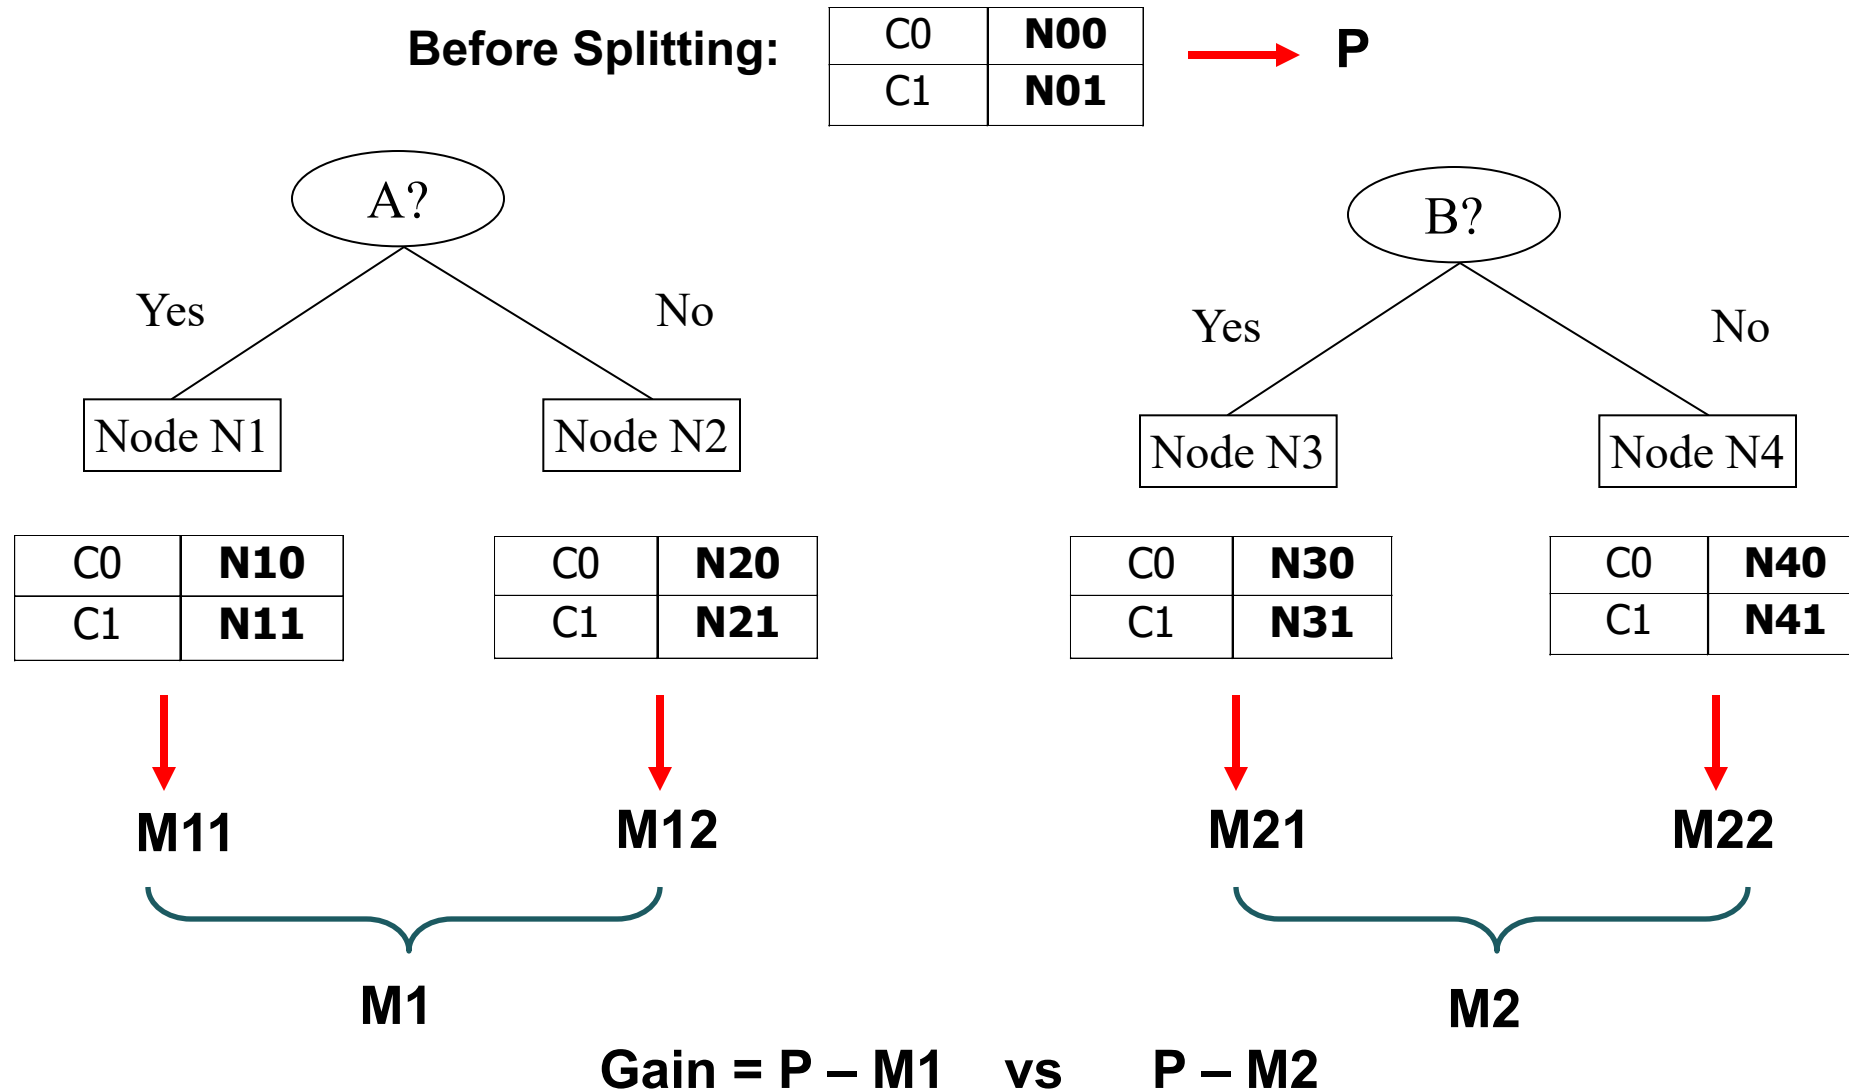 Before Splitting:
C0 N00
C1 N01
P
A?
Yes
No
Node N1
Node N2
C0 N10
C1 N11
C0 N20
C1 N21
M11
M12
M1
B?
Yes
No
Node N3
Node N4
C0 N30
C1 N31
C0 N40
C1 N41
M21
M22
M2
Gain = P – M1 vs P – M2